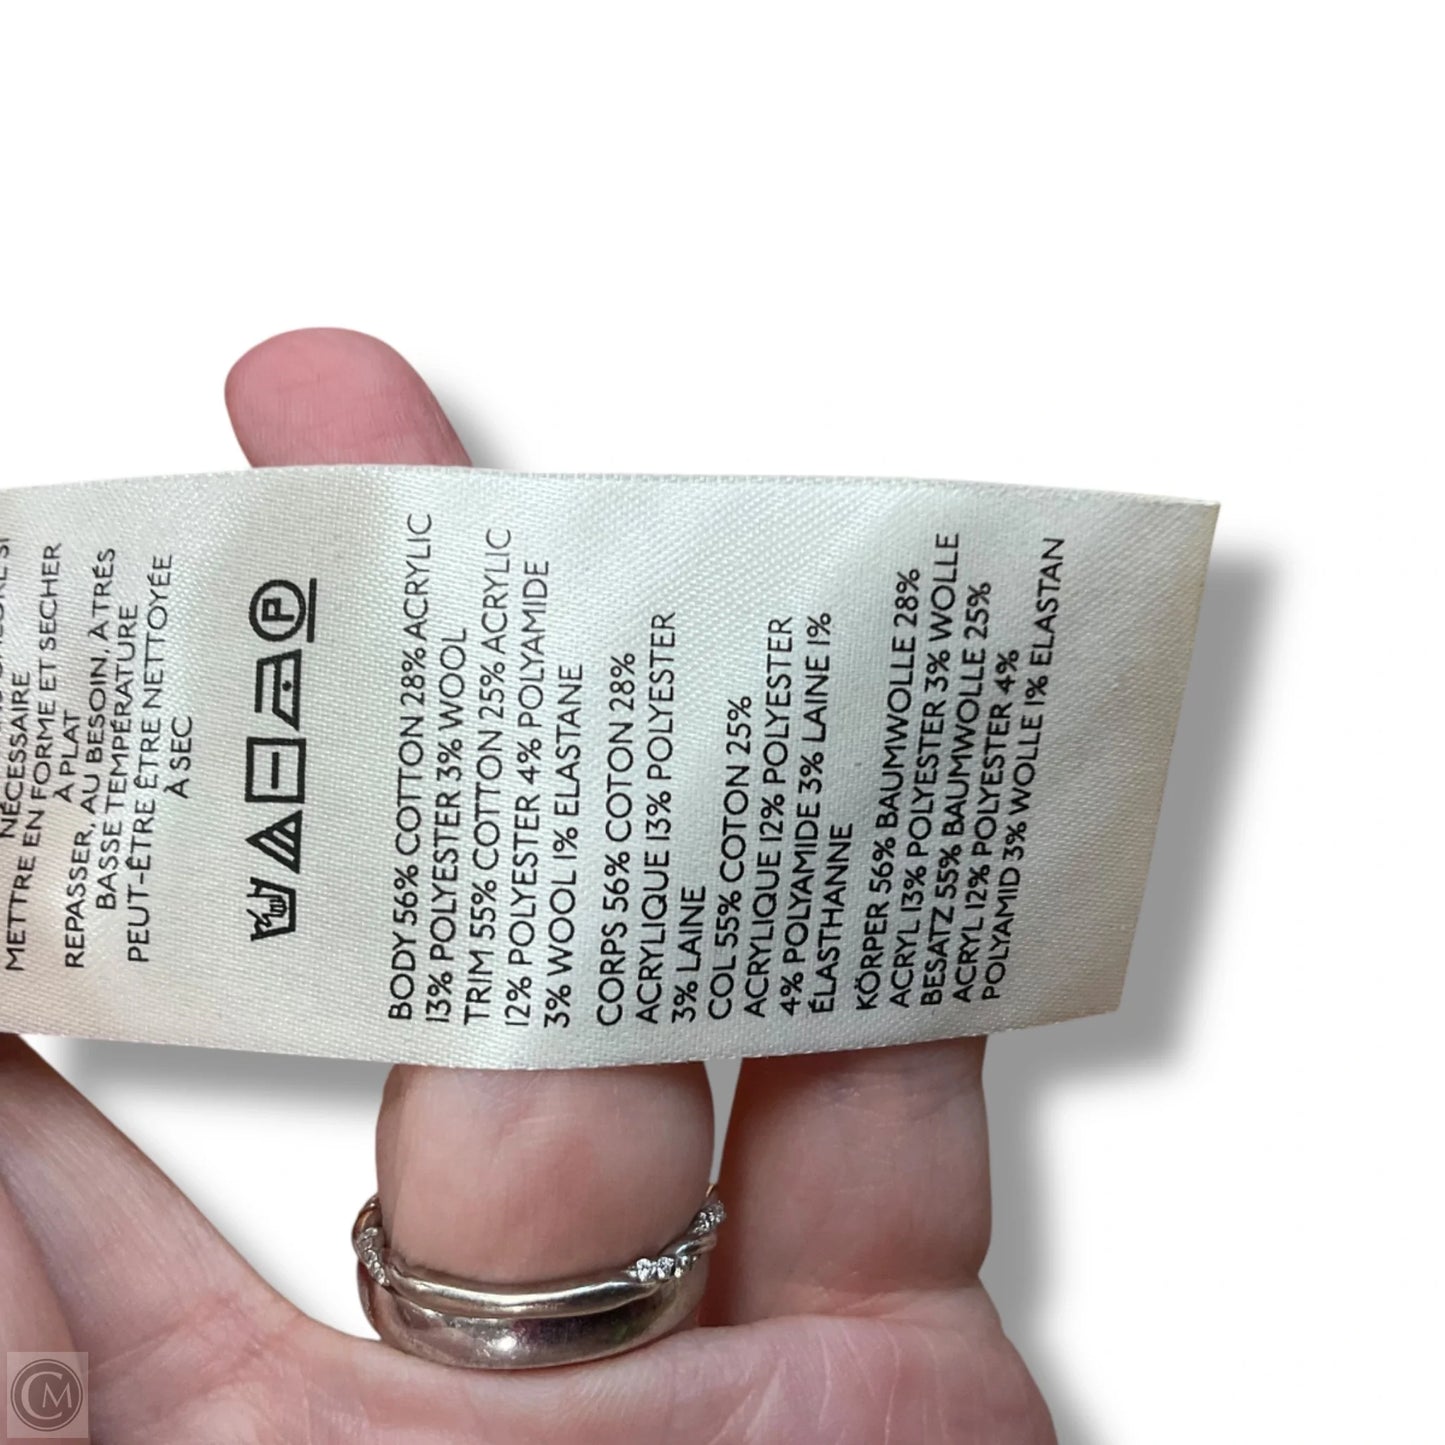 NÉCESSAIRE
METTRE EN FORME ET SECHER
À PLAT
REPASSER, AU BESOIN, À TRÉS
BASSE TEMPÉRATURE
PEUT-ÊTRE ÊTRE NETTOYÉE
À SEC
P
BODY 56% COTTON 28% ACRYLIC
13% POLYESTER 3% WOOL
TRIM 55% COTTON 25% ACRYLIC
12% POLYESTER 4% POLYAMIDE
3% WOOL 1% ELASTANE
CORPS 56% COTON 28%
ACRYLIQUE 13% POLYESTER
3% LAINE
COL 55% COTON 25%
ACRYLIQUE 12% POLYESTER
4% POLYAMIDE 3% LAINE 1%
ÉLASTHANNE
KÖRPER 56% BAUMWOLLE 28%
ACRYL 13% POLYESTER 3% WOLLE
BESATZ 55% BAUMWOLLE 25%
ACRYL 12% POLYESTER 4%
POLYAMID 3% WOLLE 1% ELASTAN
CM